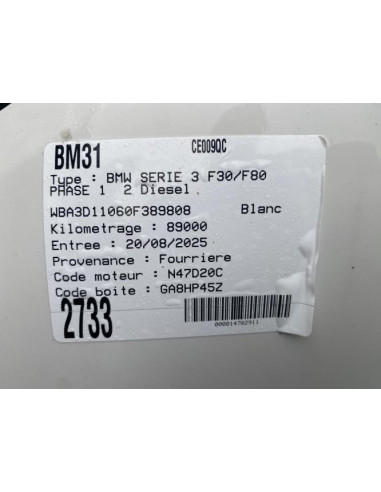 CE009QC
BM31
Type : BMW SERIE 3 F30/F80
PHASE 1 2 Diesel
WBA3D11060F389808 Blanc
Kilometrage : 89000
Entree : 20/08/2025
Provenance : Fourriere
Code moteur : N47D20C
Code boite : GA8HP45Z
2733
000014702911